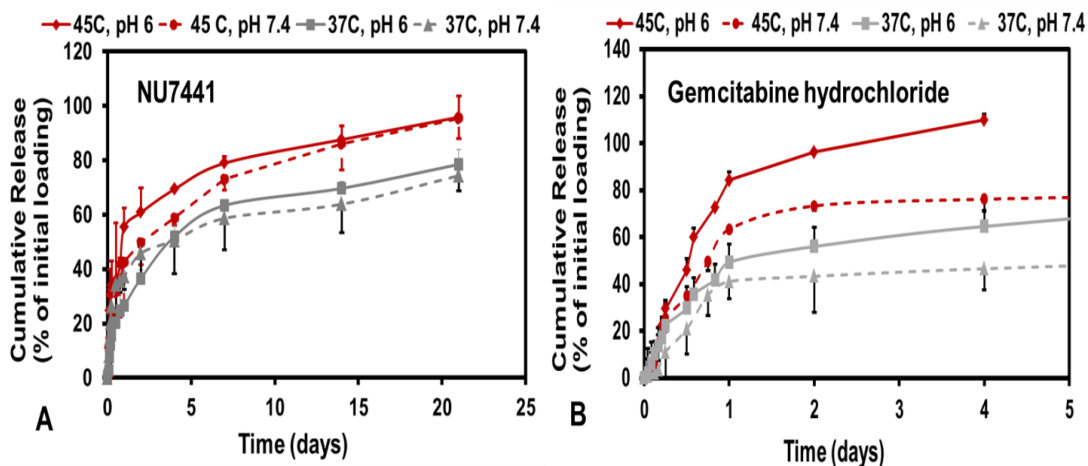 45C, pH 6 45 C, pH 7.4 37C, pH 6 37C, pH 7.4
120
100
80
60
40
20
0
NU7441
Cumulative Release
(% of initial loading)
0 5 10 15 20 25
Time (days)
A
45C, pH 6 45C, pH 7.4 37C, pH 6 37C, pH 7.4
140
120
100
80
60
40
20
0
Gemcitabine hydrochloride
Cumulative Release
(% of initial loading)
0 1 2 3 4 5
Time (days)
B